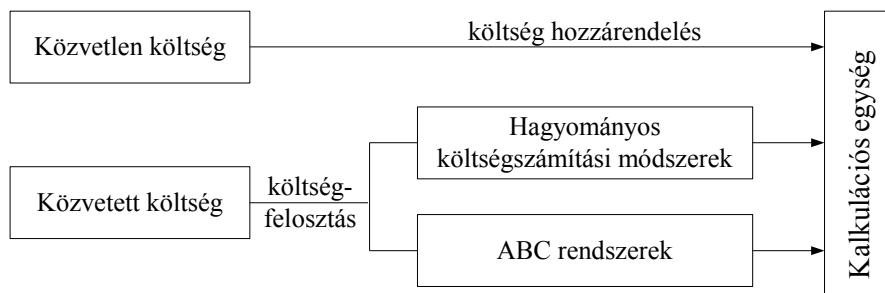 Közvetlen költség
költség hozzárendelés
Hagyományos
költségszámítási módszerek
Közvetett költség
költség-
felosztás
ABC rendszerek
Kalkulációs egység